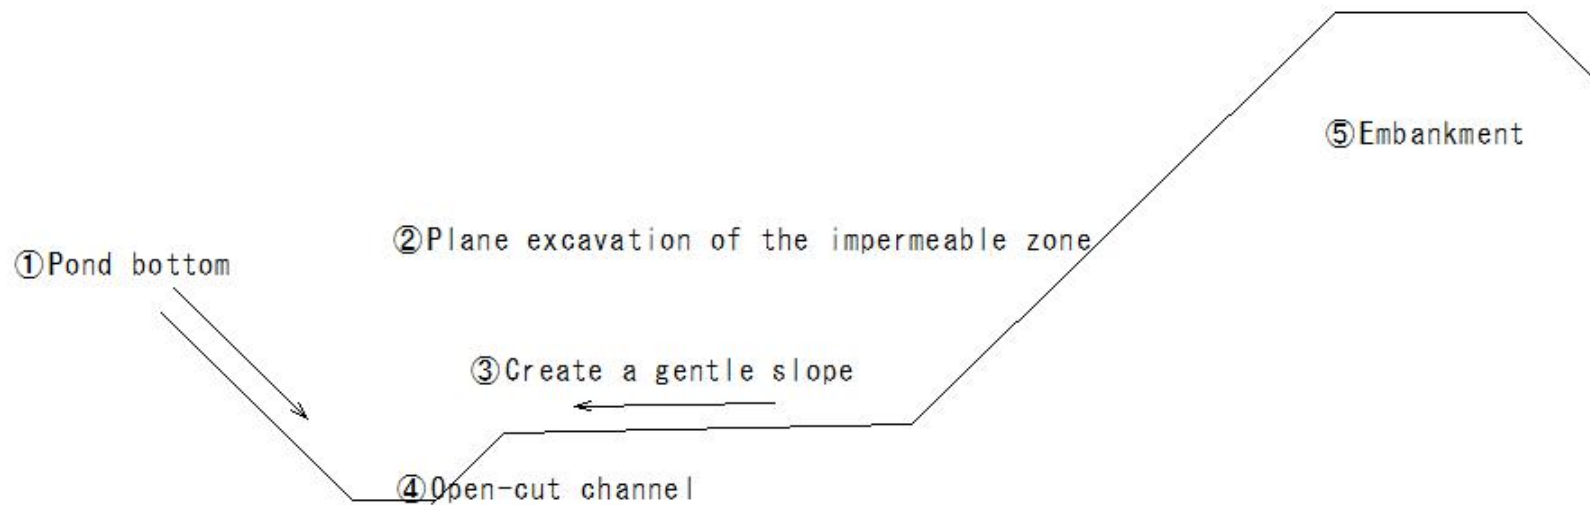 ⑤Embankment
②Plane excavation of the impermeable zone
①Pond bottom
③Create a gentle slope
④Open-cut channel